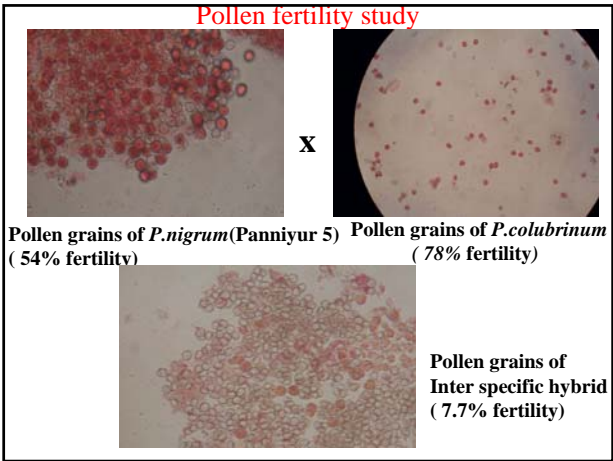 Pollen fertility study
x
Pollen grains of P.nigrum(Panniyur 5)
( 54% fertility)
Pollen grains of P.colubrinum
( 78% fertility)
Pollen grains of
Inter specific hybrid
( 7.7% fertility)